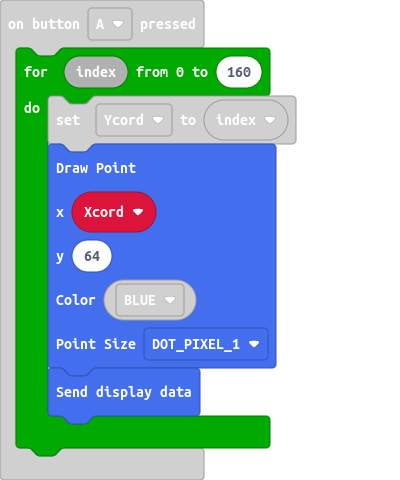 on button A pressed
for index from 0 to 160
do
set Ycord to index
Draw Point
x Xcord
y 64
Color BLUE
Point Size DOT_PIXEL_1
Send display data